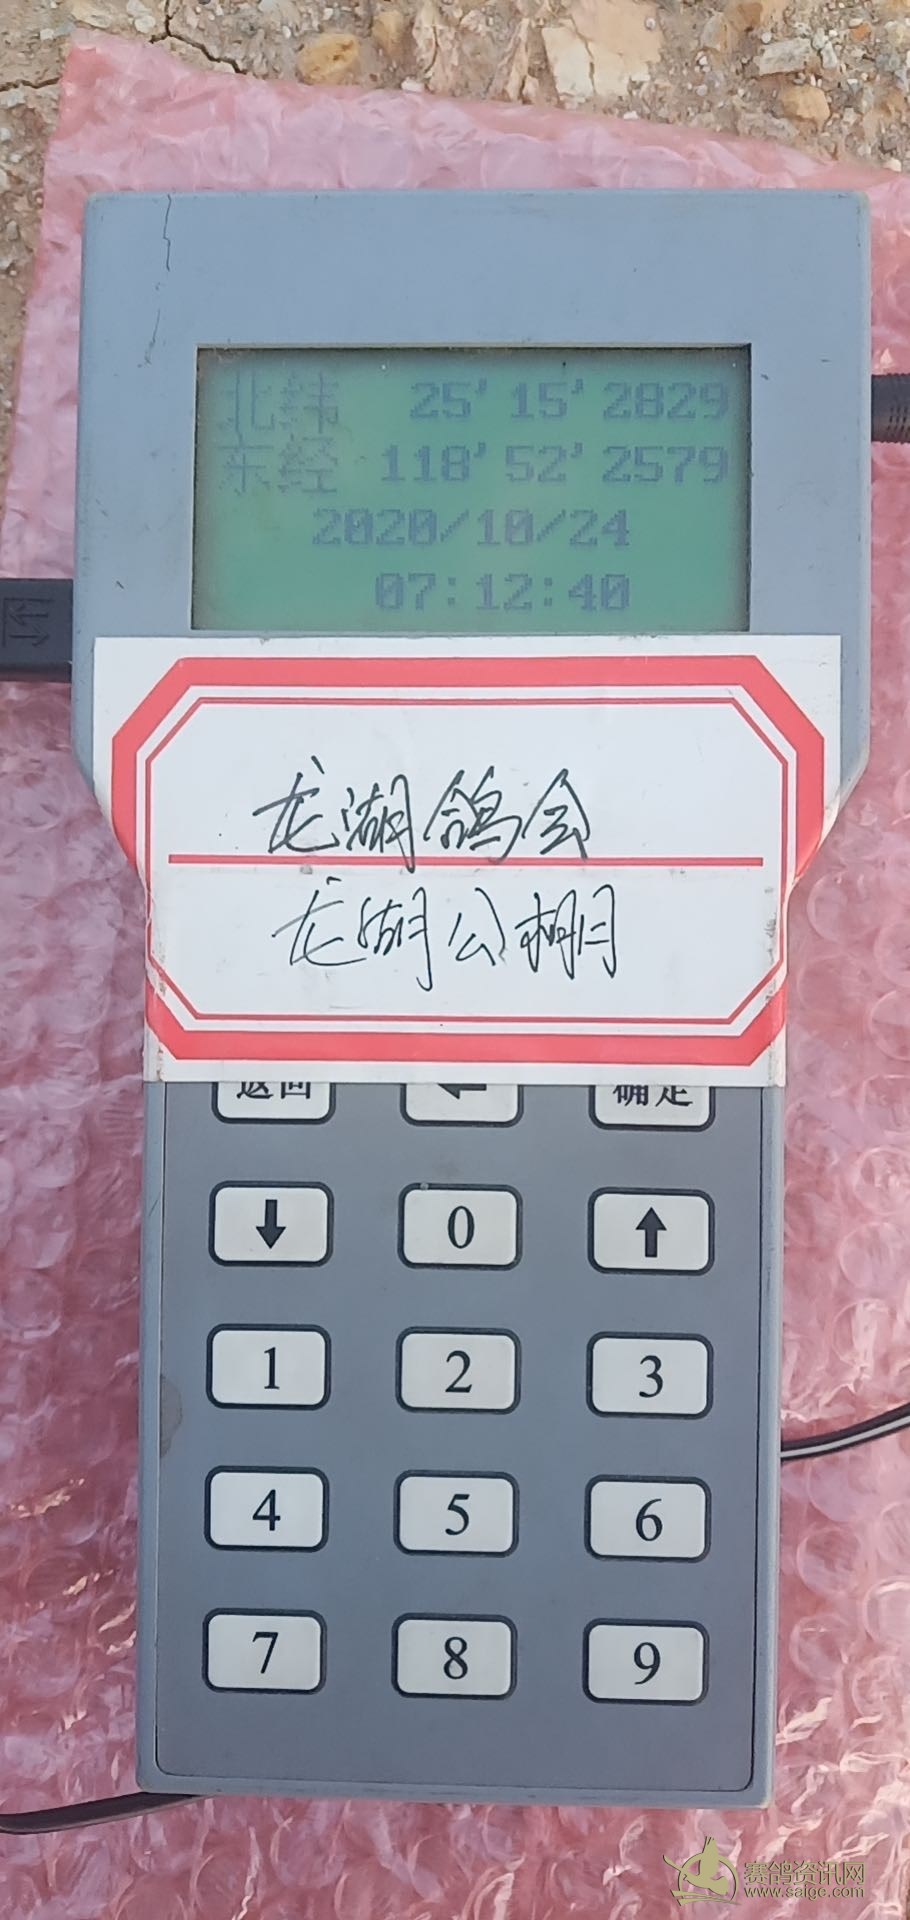 北纬 25' 15' 2829
东经 118' 52' 2579
2020/10/24
07:12:40
龙湖鸽会
龙湖公棚
返回 ← 确定
↓ 0 ↑
1 2 3
4 5 6
7 8 9
赛鸽资讯网
www.saigc.com